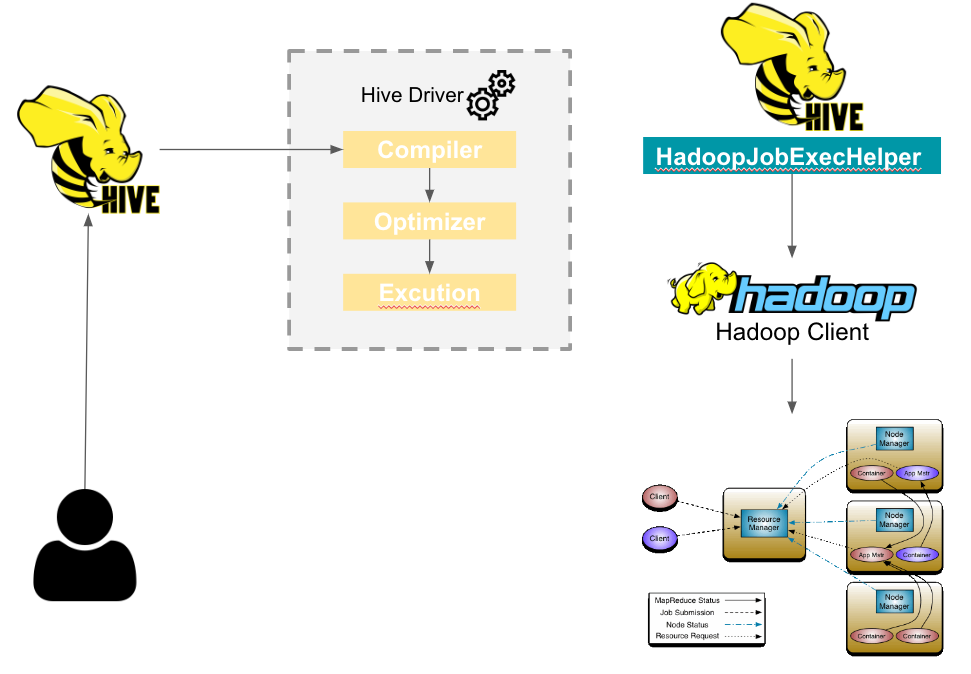 HIVE
Hive Driver
Compiler
Optimizer
Excution
HIVE
HadoopJobExecHelper
hadoop
Hadoop Client
Client
Client
Resource
Manager
Node
Manager
Container
App Mstr
Node
Manager
App Mstr
Container
Node
Manager
Container
Container
MapReduce Status
Job Submission
Node Status
Resource Request